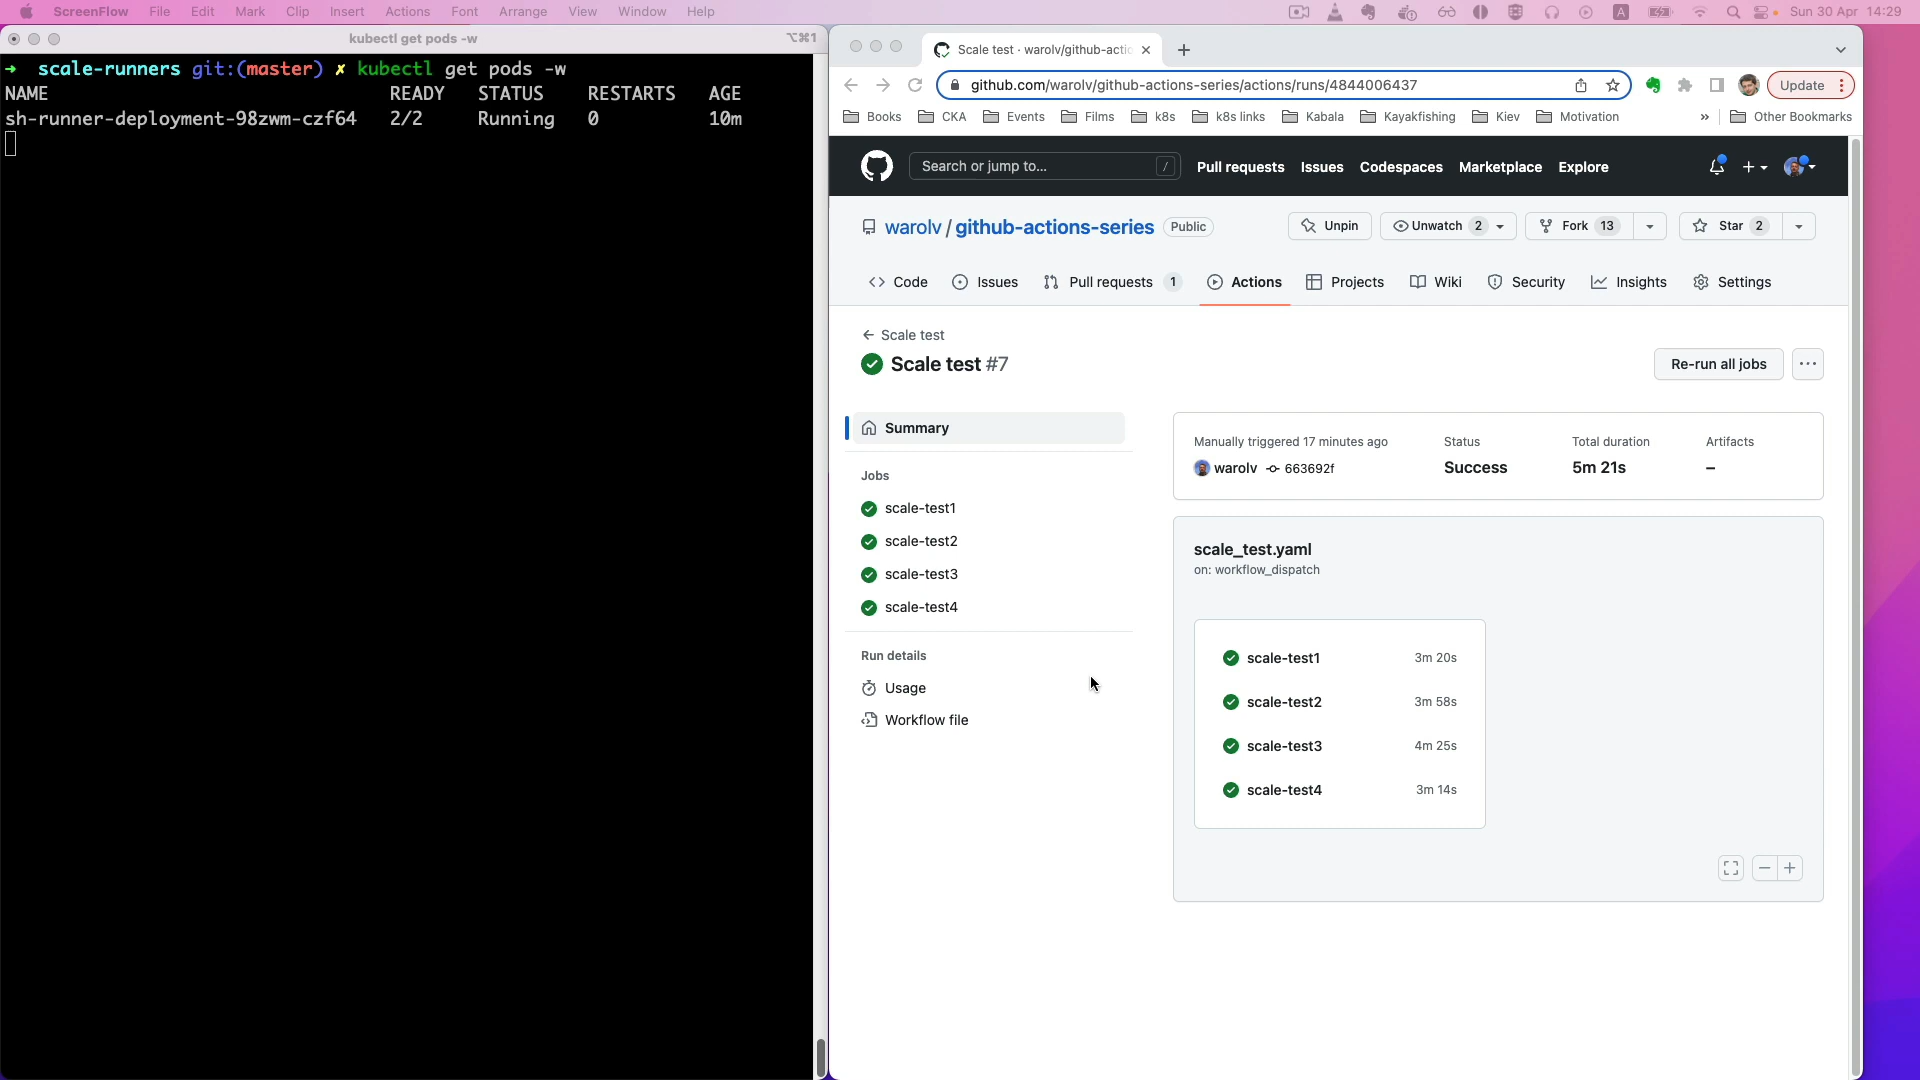 ScreenFlow File Edit Mark Clip Insert Actions Font Arrange View Window Help
A Sun 30 Apr 14:29
kubectl get pods -w
⌥⌘1
➜ scale-runners git:(master) ✗ kubectl get pods -w
NAME READY STATUS RESTARTS AGE
sh-runner-deployment-98zwm-czf64 2/2 Running 0 10m
Scale test · warolv/github-actio
github.com/warolv/github-actions-series/actions/runs/4844006437
Update
Books CKA Events Films k8s k8s links Kabala Kayakfishing Kiev Motivation » Other Bookmarks
Search or jump to... /
Pull requests Issues Codespaces Marketplace Explore
warolv / github-actions-series Public
Unpin Unwatch 2 Fork 13 Star 2
Code Issues Pull requests 1 Actions Projects Wiki Security Insights Settings
← Scale test
Scale test #7
Re-run all jobs ···
Summary
Jobs
scale-test1
scale-test2
scale-test3
scale-test4
Run details
Usage
Workflow file
Manually triggered 17 minutes ago Status Total duration Artifacts
warolv 663692f Success 5m 21s –
scale_test.yaml
on: workflow_dispatch
scale-test1 3m 20s
scale-test2 3m 58s
scale-test3 4m 25s
scale-test4 3m 14s